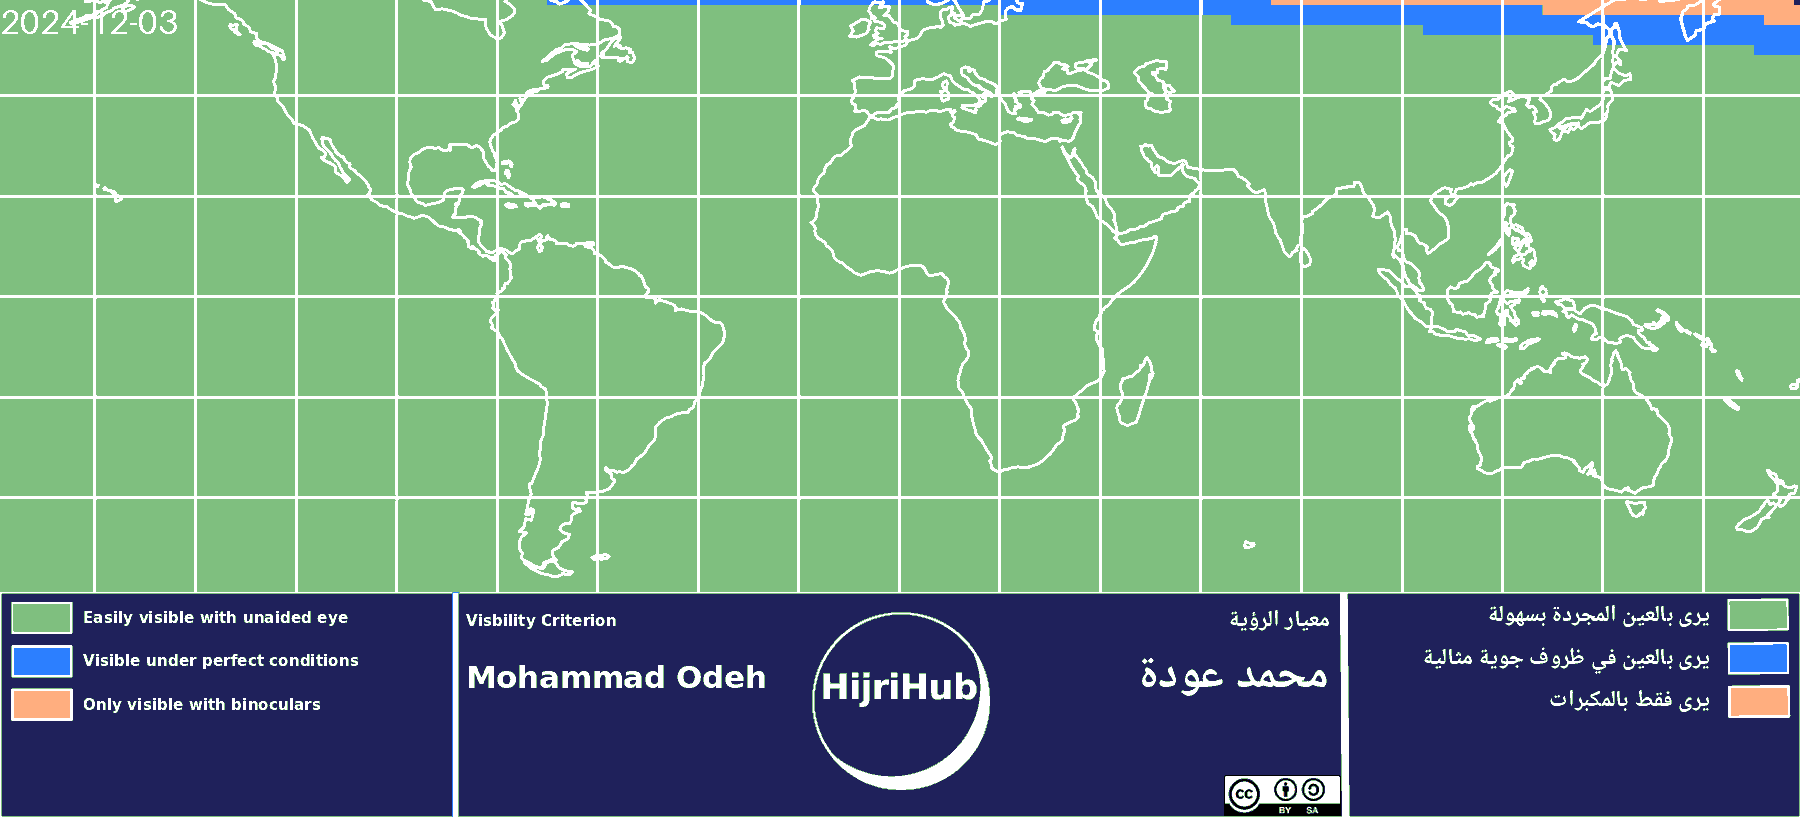 2024-12-03
Easily visible with unaided eye
Visible under perfect conditions
Only visible with binoculars
Visbility Criterion
Mohammad Odeh
HijriHub
معيار الرؤية
محمد عودة
cc BY SA
يرى بالعين المجردة بسهولة
يرى بالعين في ظروف جوية مثالية
يرى فقط بالمكبرات